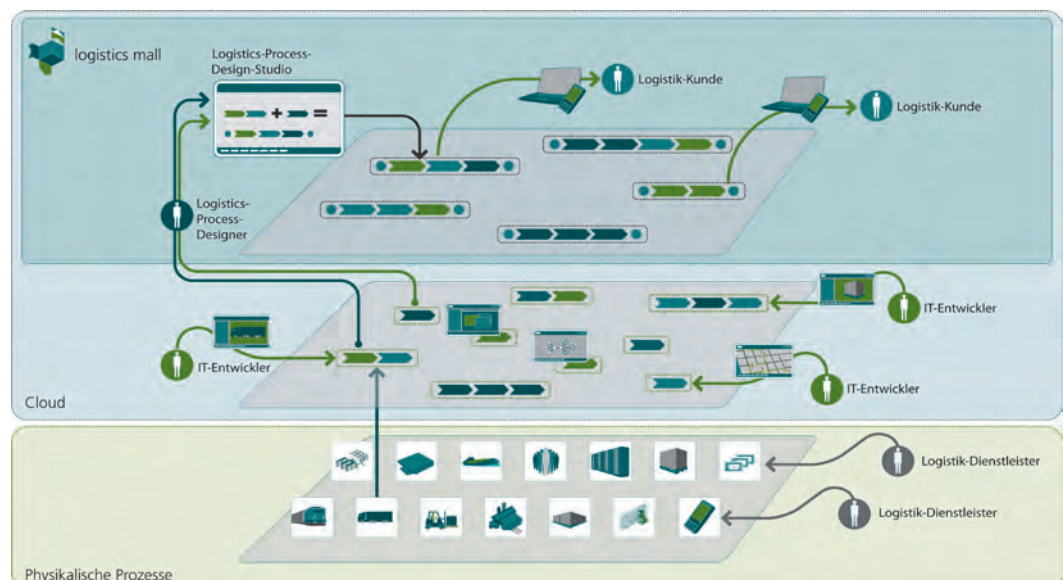 logistics mall
Logistics-Process-
Design-Studio
Logistik-Kunde
Logistik-Kunde
Logistics-
Process-
Designer
IT-Entwickler
IT-Entwickler
IT-Entwickler
Cloud
Logistik-Dienstleister
Logistik-Dienstleister
Physikalische Prozesse